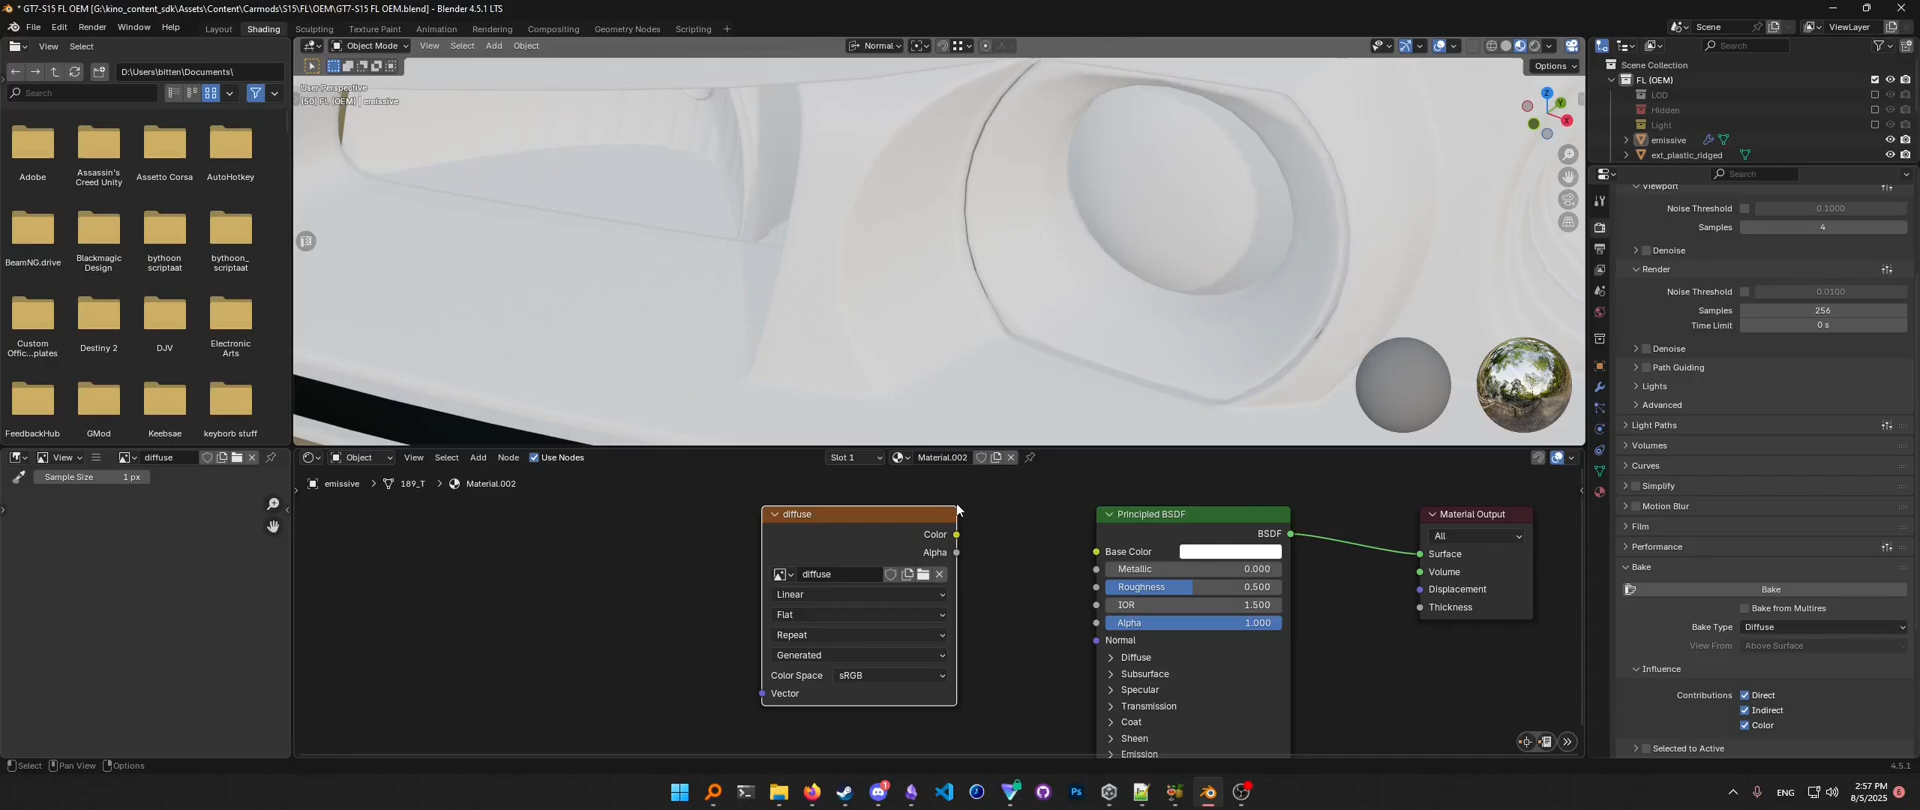 * GT7-S15 FL OEM [G:\kino_content_sdk\Assets\Content\Carmods\S15\FL\OEM\GT7-S15 FL OEM.blend] - Blender 4.5.1 LTS
File Edit Render Window Help Layout Shading Sculpting Texture Paint Animation Rendering Compositing Geometry Nodes Scripting + Scene ViewLayer
View Select
Object Mode View Select Add Object Normal
Search
D:\Users\bitten\Documents\
Search
Options
User Perspective
(50) FL (OEM) | emissive
Z
Y
X
Scene Collection
FL (OEM)
LOD
Hidden
Light
emissive
ext_plastic_ridged
Adobe
Assassin's Creed Unity
Assetto Corsa
AutoHotkey
BeamNG.drive
Blackmagic Design
bythoon scriptaat
bythoon_ scriptaat
Custom Offic...plates
Destiny 2
DJV
Electronic Arts
FeedbackHub
GMod
Keebsae
keyborb stuff
Search
Viewport
Noise Threshold 0.1000
Samples 4
Denoise
Render
Noise Threshold 0.0100
Samples 256
Time Limit 0 s
Denoise
Path Guiding
Lights
Advanced
Light Paths
Volumes
Curves
Simplify
Motion Blur
Film
Performance
Bake
Bake
Bake from Multires
Bake Type Diffuse
View From Above Surface
Influence
Contributions Direct
Indirect
Color
Selected to Active
View diffuse
Sample Size 1 px
Object View Select Add Node Use Nodes Slot 1 Material.002
emissive > 189_T > Material.002
diffuse
Color
Alpha
diffuse
Linear
Flat
Repeat
Generated
Color Space sRGB
Vector
Principled BSDF
BSDF
Base Color
Metallic 0.000
Roughness 0.500
IOR 1.500
Alpha 1.000
Normal
Diffuse
Subsurface
Specular
Transmission
Coat
Sheen
Emission
Material Output
All
Surface
Volume
Displacement
Thickness
Select Pan View Options
4.5.1
Ps
1
ENG
2:57 PM
8/5/2025
6